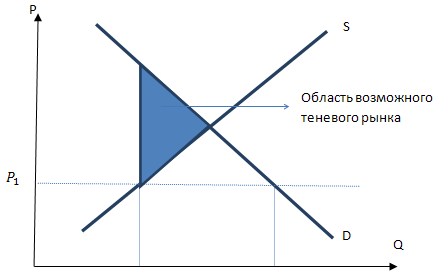 P
S
Область возможного
теневого рынка
P1
D
Q